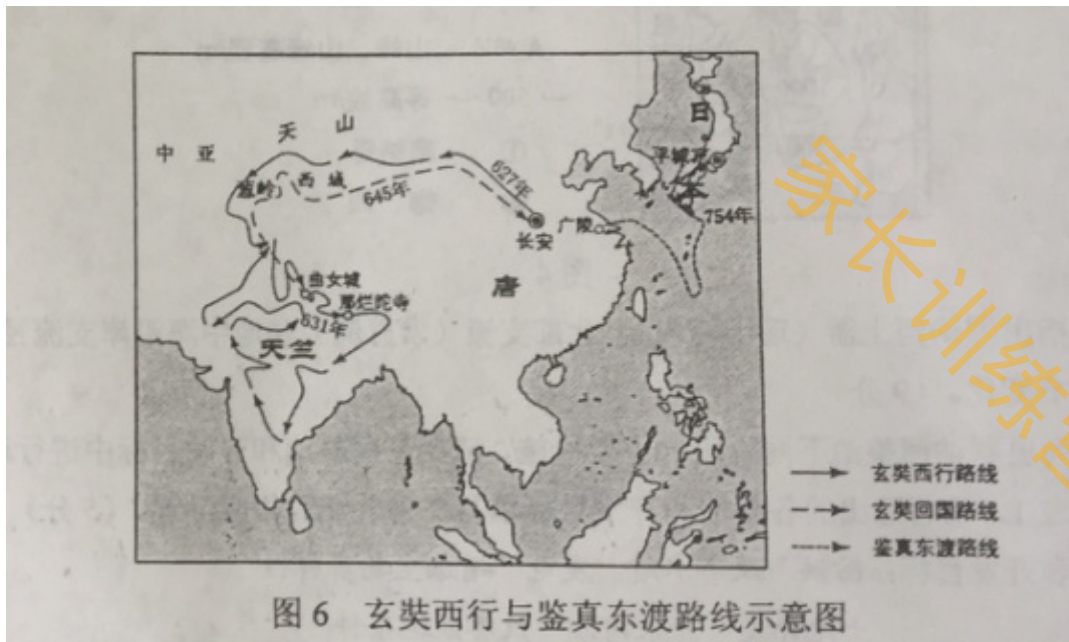 天山
中亚
葱岭
西域
645年
627年
长安
广陵
日本
平城京
754年
曲女城
那烂陀寺
631年
天竺
唐
玄奘西行路线
玄奘回国路线
鉴真东渡路线
图6 玄奘西行与鉴真东渡路线示意图
家长训练